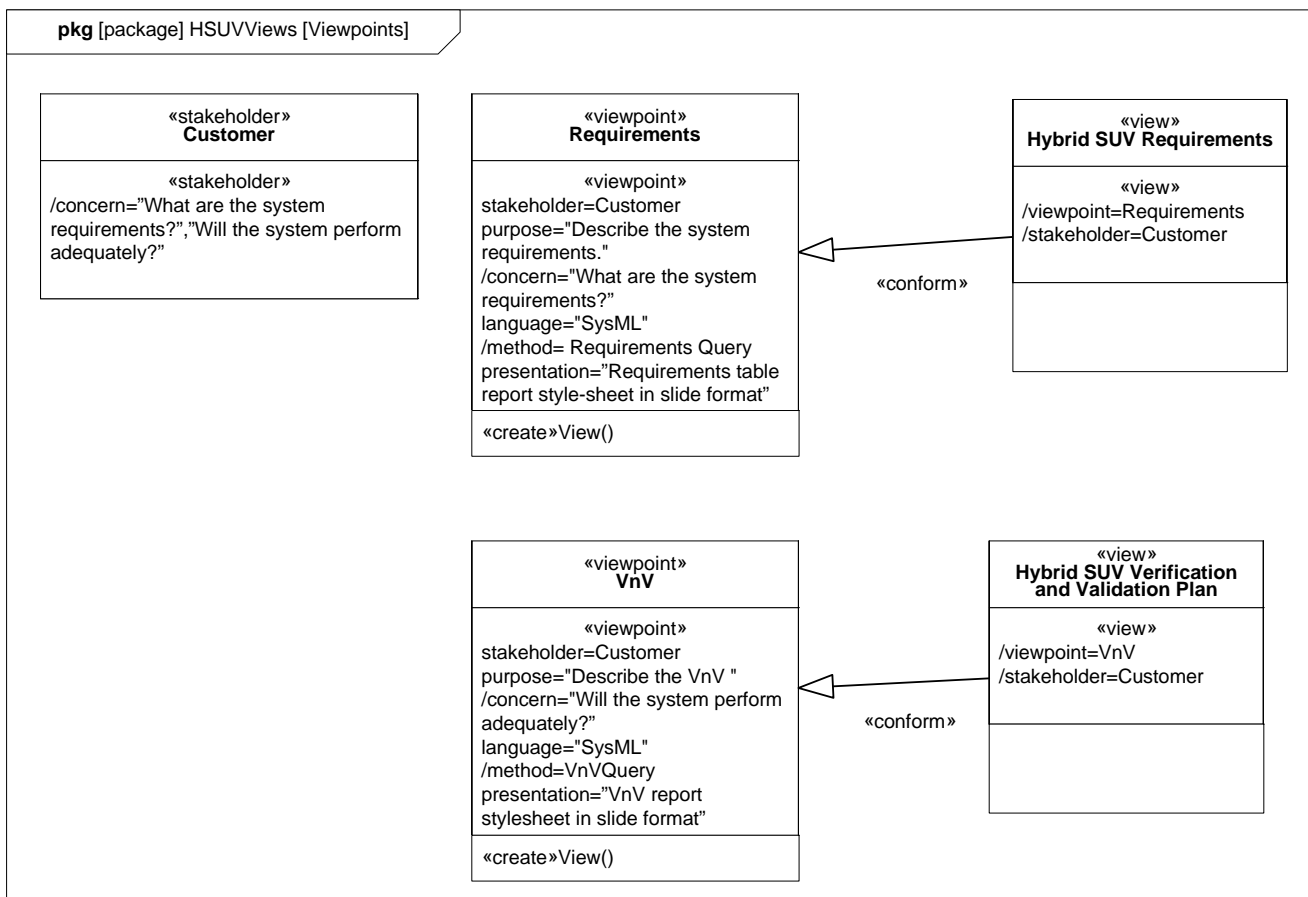 pkg [package] HSUVViews [Viewpoints]
«stakeholder»
Customer
«stakeholder»
/concern=”What are the system
requirements?”,”Will the system perform
adequately?”
«viewpoint»
Requirements
«viewpoint»
stakeholder=Customer
purpose="Describe the system
requirements."
/concern="What are the system
requirements?”
language="SysML"
/method= Requirements Query
presentation=”Requirements table
report style-sheet in slide format”
«create»View()
«view»
Hybrid SUV Requirements
«view»
/viewpoint=Requirements
/stakeholder=Customer
«conform»
«viewpoint»
VnV
«viewpoint»
stakeholder=Customer
purpose="Describe the VnV "
/concern="Will the system perform
adequately?”
language="SysML"
/method=VnVQuery
presentation=”VnV report
stylesheet in slide format”
«create»View()
«view»
Hybrid SUV Verification
and Validation Plan
«view»
/viewpoint=VnV
/stakeholder=Customer
«conform»